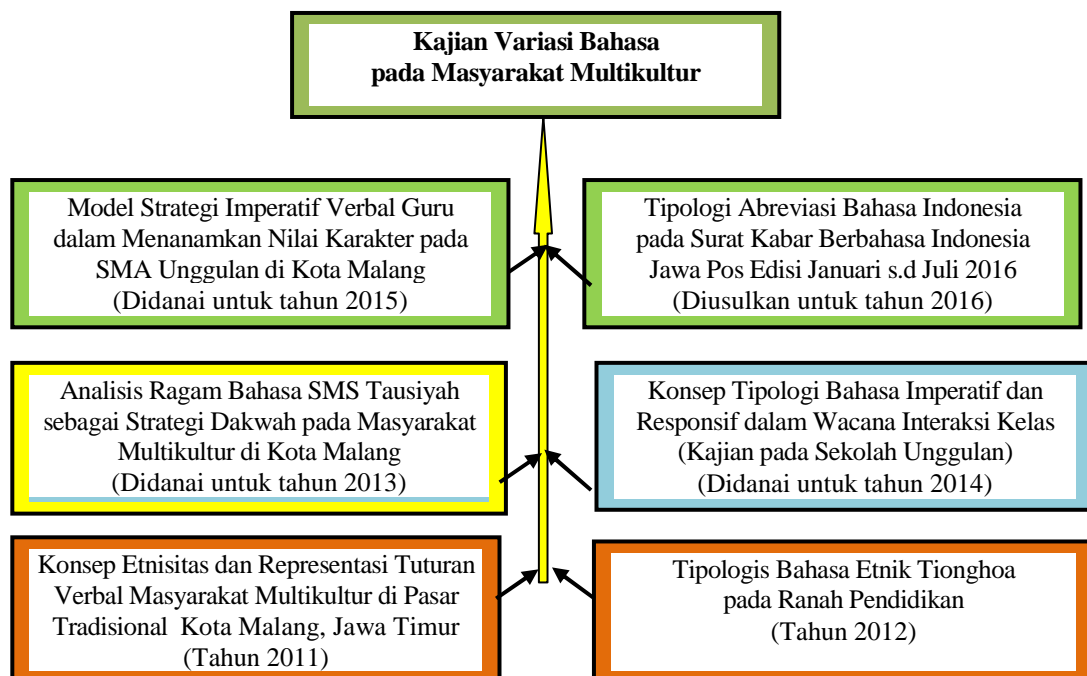 Kajian Variasi Bahasa
pada Masyarakat Multikultur
Model Strategi Imperatif Verbal Guru
dalam Menanamkan Nilai Karakter pada
SMA Unggulan di Kota Malang
(Didanai untuk tahun 2015)
Tipologi Abreviasi Bahasa Indonesia
pada Surat Kabar Berbahasa Indonesia
Jawa Pos Edisi Januari s.d Juli 2016
(Diusulkan untuk tahun 2016)
Analisis Ragam Bahasa SMS Tausiyah
sebagai Strategi Dakwah pada Masyarakat
Multikultur di Kota Malang
(Didanai untuk tahun 2013)
Konsep Tipologi Bahasa Imperatif dan
Responsif dalam Wacana Interaksi Kelas
(Kajian pada Sekolah Unggulan)
(Didanai untuk tahun 2014)
Konsep Etnisitas dan Representasi Tuturan
Verbal Masyarakat Multikultur di Pasar
Tradisional Kota Malang, Jawa Timur
(Tahun 2011)
Tipologis Bahasa Etnik Tionghoa
pada Ranah Pendidikan
(Tahun 2012)